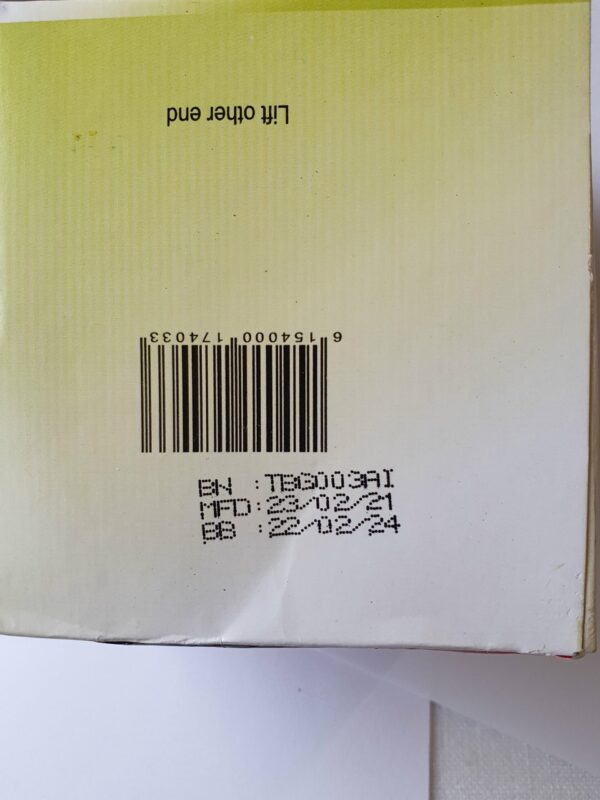 Lift other end
6 154000 174033
BN : TBG003AI
MFD: 23/02/21
BB : 22/02/24